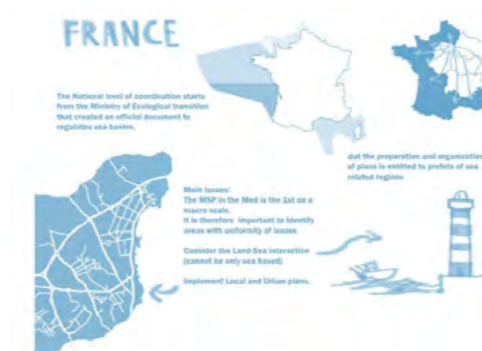 FRANCE
The National level of coordination starts
from the Ministry of Ecological transition
that created an official document to
regulates sea basins.
but the preparation and organization
of plans is entitled to prefets of sea
related regions
Main issues:
The MSP in the Med is the 1st on a
macro scale.
It is therefore important to identify
areas with uniformity of issues
Consider the Land-Sea interaction
(cannot be only sea based)
Implement Local and Urban plans.